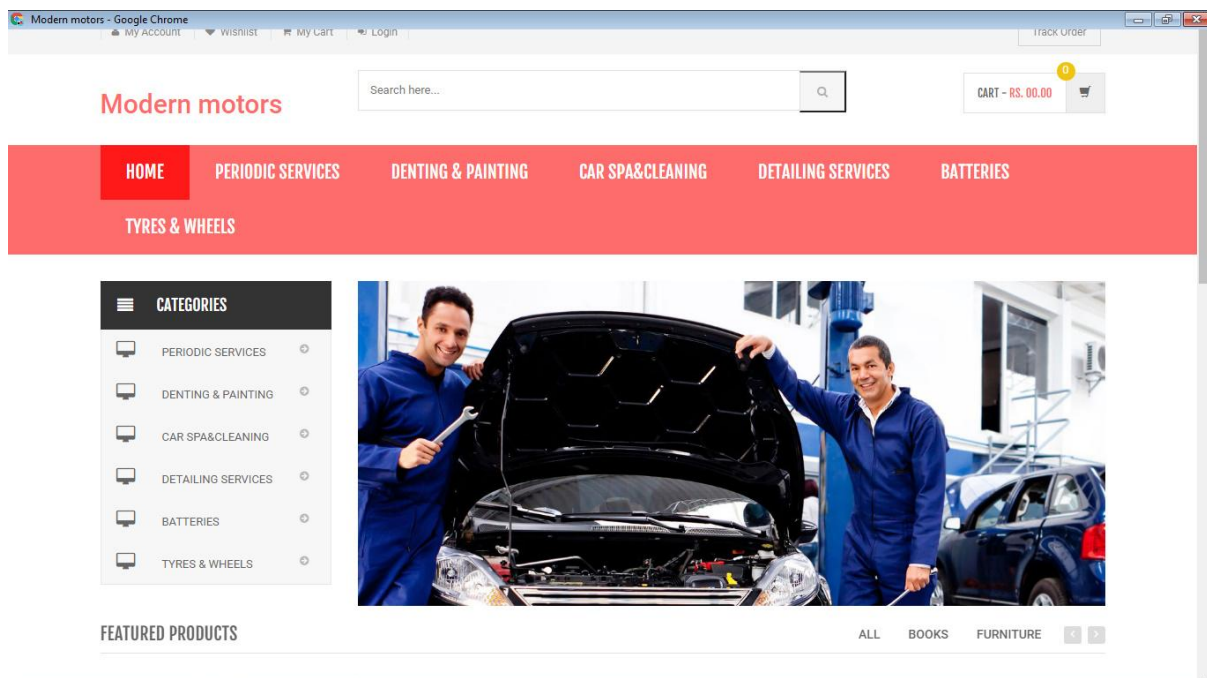 Modern motors - Google Chrome
My Account Wishlist My Cart Login Track Order
0
Search here...
CART - RS. 00.00
Modern motors
HOME PERIODIC SERVICES DENTING & PAINTING CAR SPA&CLEANING DETAILING SERVICES BATTERIES
TYRES & WHEELS
CATEGORIES
PERIODIC SERVICES
DENTING & PAINTING
CAR SPA&CLEANING
DETAILING SERVICES
BATTERIES
TYRES & WHEELS
FEATURED PRODUCTS ALL BOOKS FURNITURE